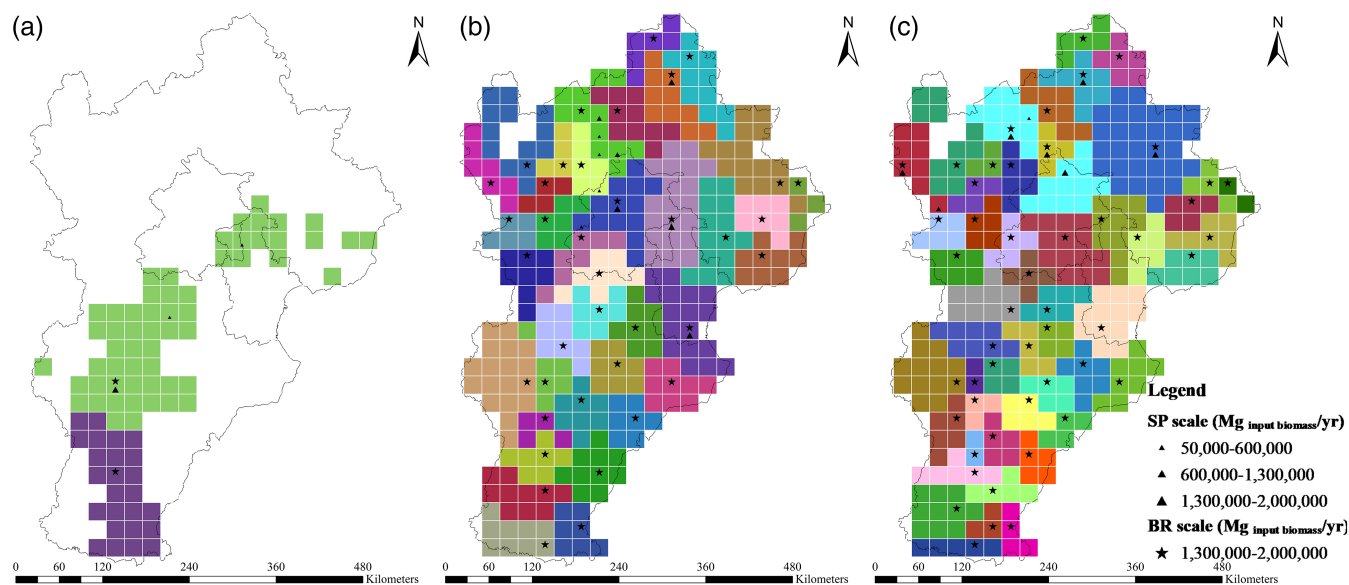 (a)
N
(b)
N
(c)
N
Legend
SP scale (Mg input biomass/yr)
50,000-600,000
600,000-1,300,000
1,300,000-2,000,000
BR scale (Mg input biomass/yr)
1,300,000-2,000,000
0 60 120 240 360 480
Kilometers
0 60 120 240 360 480
Kilometers
0 60 120 240 360 480
Kilometers